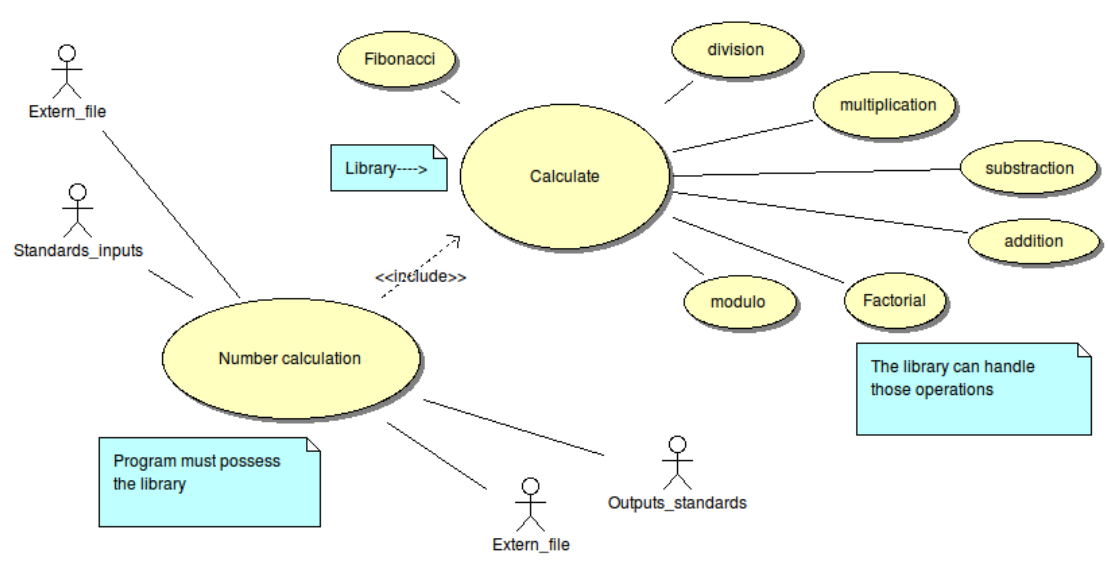 Fibonacci
division
Extern_file
multiplication
Library---->
Calculate
substraction
Standards_inputs
addition
<<include>>
modulo
Factorial
Number calculation
The library can handle
those operations
Program must possess
the library
Outputs_standards
Extern_file